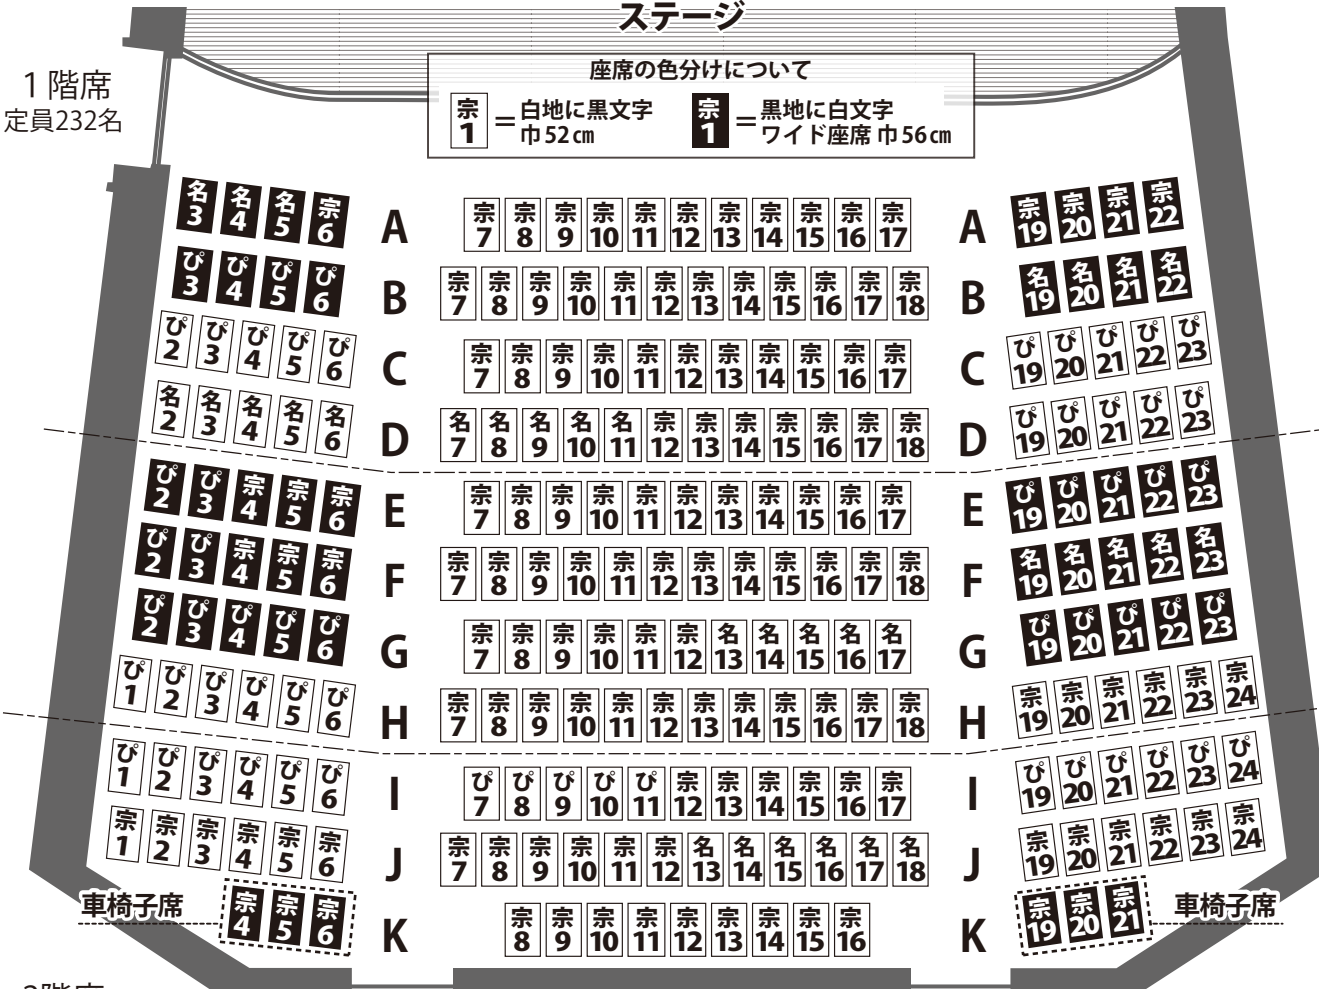 ステージ
座席の色分けについて
宗1＝白地に黒文字 巾52㎝
宗1＝黒地に白文字 ワイド座席 巾56㎝
1階席
定員232名
名3 名4 名5 宗6 A 宗7 宗8 宗9 宗10 宗11 宗12 宗13 宗14 宗15 宗16 宗17 A 宗19 宗20 宗21 宗22
ぴ3 ぴ4 ぴ5 ぴ6 B 宗7 宗8 宗9 宗10 宗11 宗12 宗13 宗14 宗15 宗16 宗17 宗18 B 名19 名20 名21 名22
ぴ2 ぴ3 ぴ4 ぴ5 ぴ6 C 宗7 宗8 宗9 宗10 宗11 宗12 宗13 宗14 宗15 宗16 宗17 C ぴ19 ぴ20 ぴ21 ぴ22 ぴ23
名2 名3 名4 名5 名6 D 名7 名8 名9 名10 名11 宗12 宗13 宗14 宗15 宗16 宗17 宗18 D ぴ19 ぴ20 ぴ21 ぴ22 ぴ23
ぴ2 ぴ3 宗4 宗5 宗6 E 宗7 宗8 宗9 宗10 宗11 宗12 宗13 宗14 宗15 宗16 宗17 E ぴ19 ぴ20 ぴ21 ぴ22 ぴ23
ぴ2 ぴ3 宗4 宗5 宗6 F 宗7 宗8 宗9 宗10 宗11 宗12 宗13 宗14 宗15 宗16 宗17 宗18 F 名19 名20 名21 名22 名23
ぴ2 ぴ3 ぴ4 ぴ5 ぴ6 G 宗7 宗8 宗9 宗10 宗11 宗12 名13 名14 名15 名16 名17 G ぴ19 ぴ20 ぴ21 ぴ22 ぴ23
ぴ1 ぴ2 ぴ3 ぴ4 ぴ5 ぴ6 H 宗7 宗8 宗9 宗10 宗11 宗12 宗13 宗14 宗15 宗16 宗17 宗18 H 宗19 宗20 宗21 宗22 宗23 宗24
ぴ1 ぴ2 ぴ3 ぴ4 ぴ5 ぴ6 I ぴ7 ぴ8 ぴ9 ぴ10 ぴ11 宗12 宗13 宗14 宗15 宗16 宗17 I ぴ19 ぴ20 ぴ21 ぴ22 ぴ23 ぴ24
宗1 宗2 宗3 宗4 宗5 宗6 J 宗7 宗8 宗9 宗10 宗11 宗12 名13 名14 名15 名16 名17 名18 J 宗19 宗20 宗21 宗22 宗23 宗24
車椅子席 宗4 宗5 宗6 K 宗8 宗9 宗10 宗11 宗12 宗13 宗14 宗15 宗16 K 宗19 宗20 宗21 車椅子席